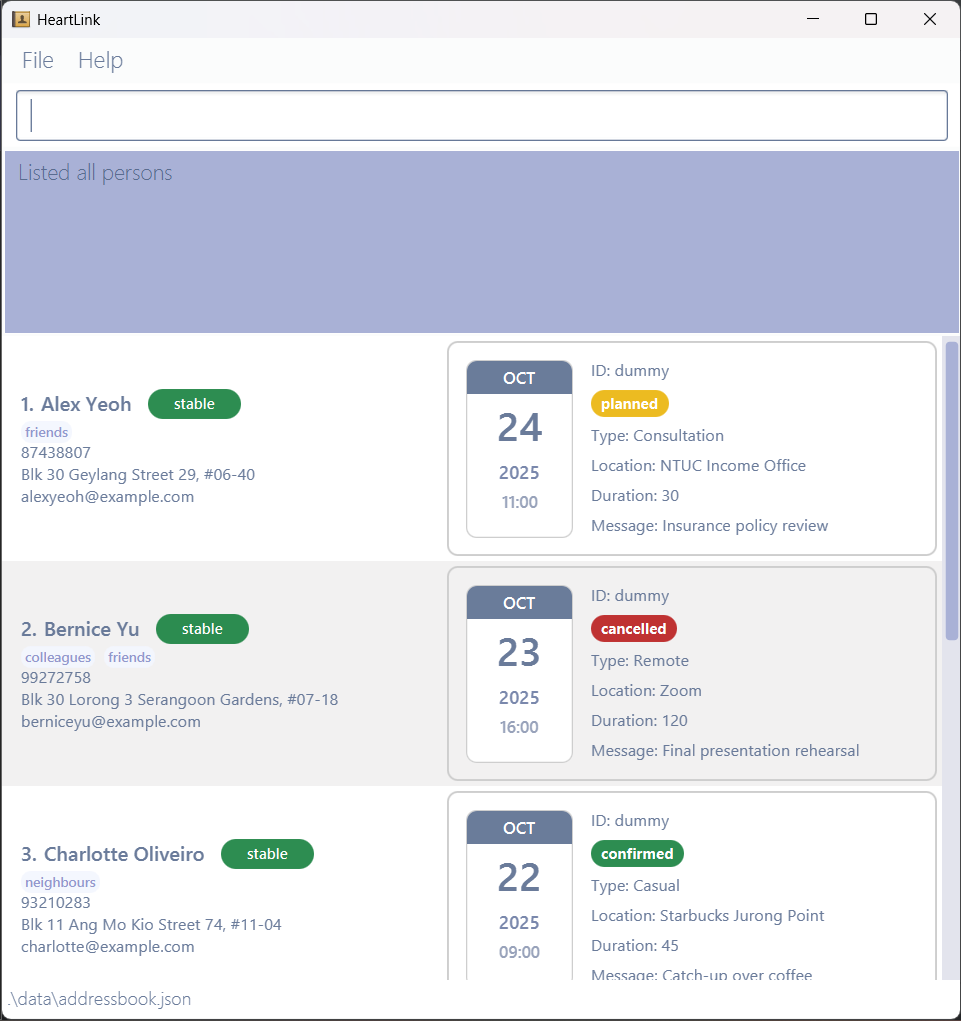 HeartLink
File Help
Listed all persons
1. Alex Yeoh stable
friends
87438807
Blk 30 Geylang Street 29, #06-40
alexyeoh@example.com
OCT
24
2025
11:00
ID: dummy
planned
Type: Consultation
Location: NTUC Income Office
Duration: 30
Message: Insurance policy review
2. Bernice Yu stable
colleagues friends
99272758
Blk 30 Lorong 3 Serangoon Gardens, #07-18
berniceyu@example.com
OCT
23
2025
16:00
ID: dummy
cancelled
Type: Remote
Location: Zoom
Duration: 120
Message: Final presentation rehearsal
3. Charlotte Oliveiro stable
neighbours
93210283
Blk 11 Ang Mo Kio Street 74, #11-04
charlotte@example.com
OCT
22
2025
09:00
ID: dummy
confirmed
Type: Casual
Location: Starbucks Jurong Point
Duration: 45
Message: Catch-up over coffee
.\data\addressbook.json